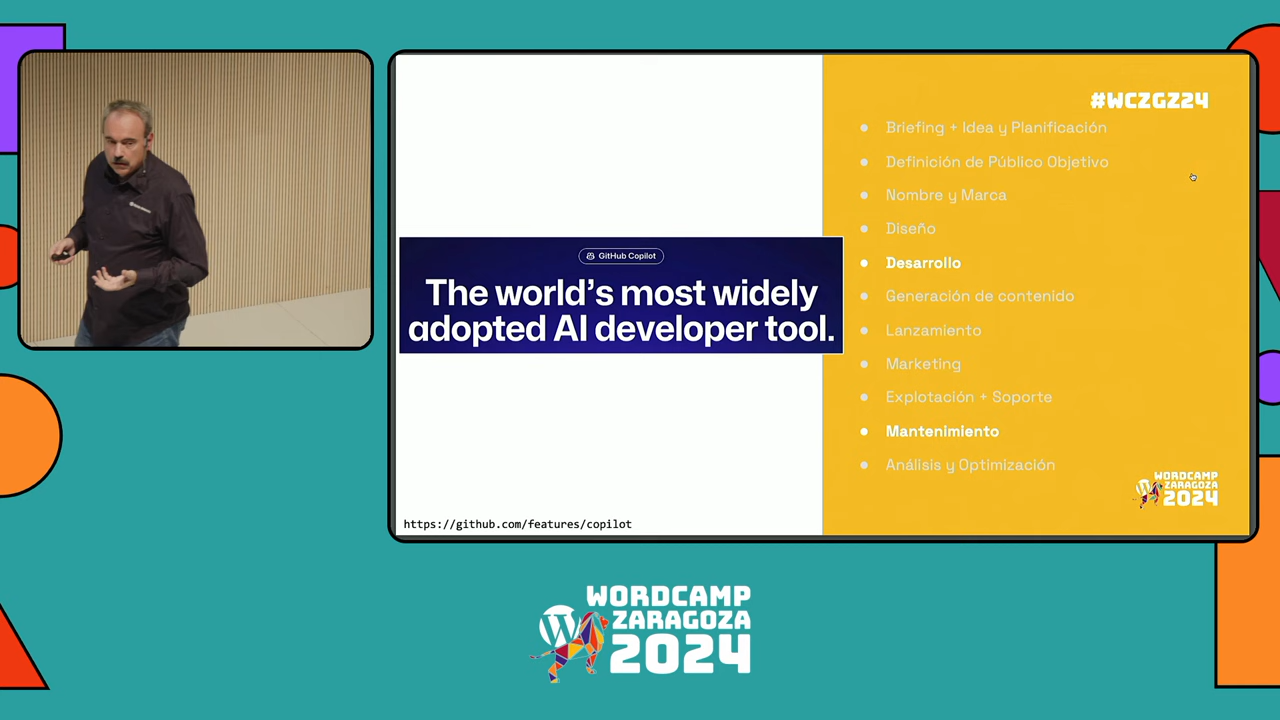 #WCZGZ24
Briefing + Idea y Planificación
Definición de Público Objetivo
Nombre y Marca
Diseño
Desarrollo
Generación de contenido
Lanzamiento
Marketing
Explotación + Soporte
Mantenimiento
Análisis y Optimización
GitHub Copilot
The world's most widely
adopted AI developer tool.
https://github.com/features/copilot
WORDCAMP
ZARAGOZA
2024
WORDCAMP
ZARAGOZA
2024